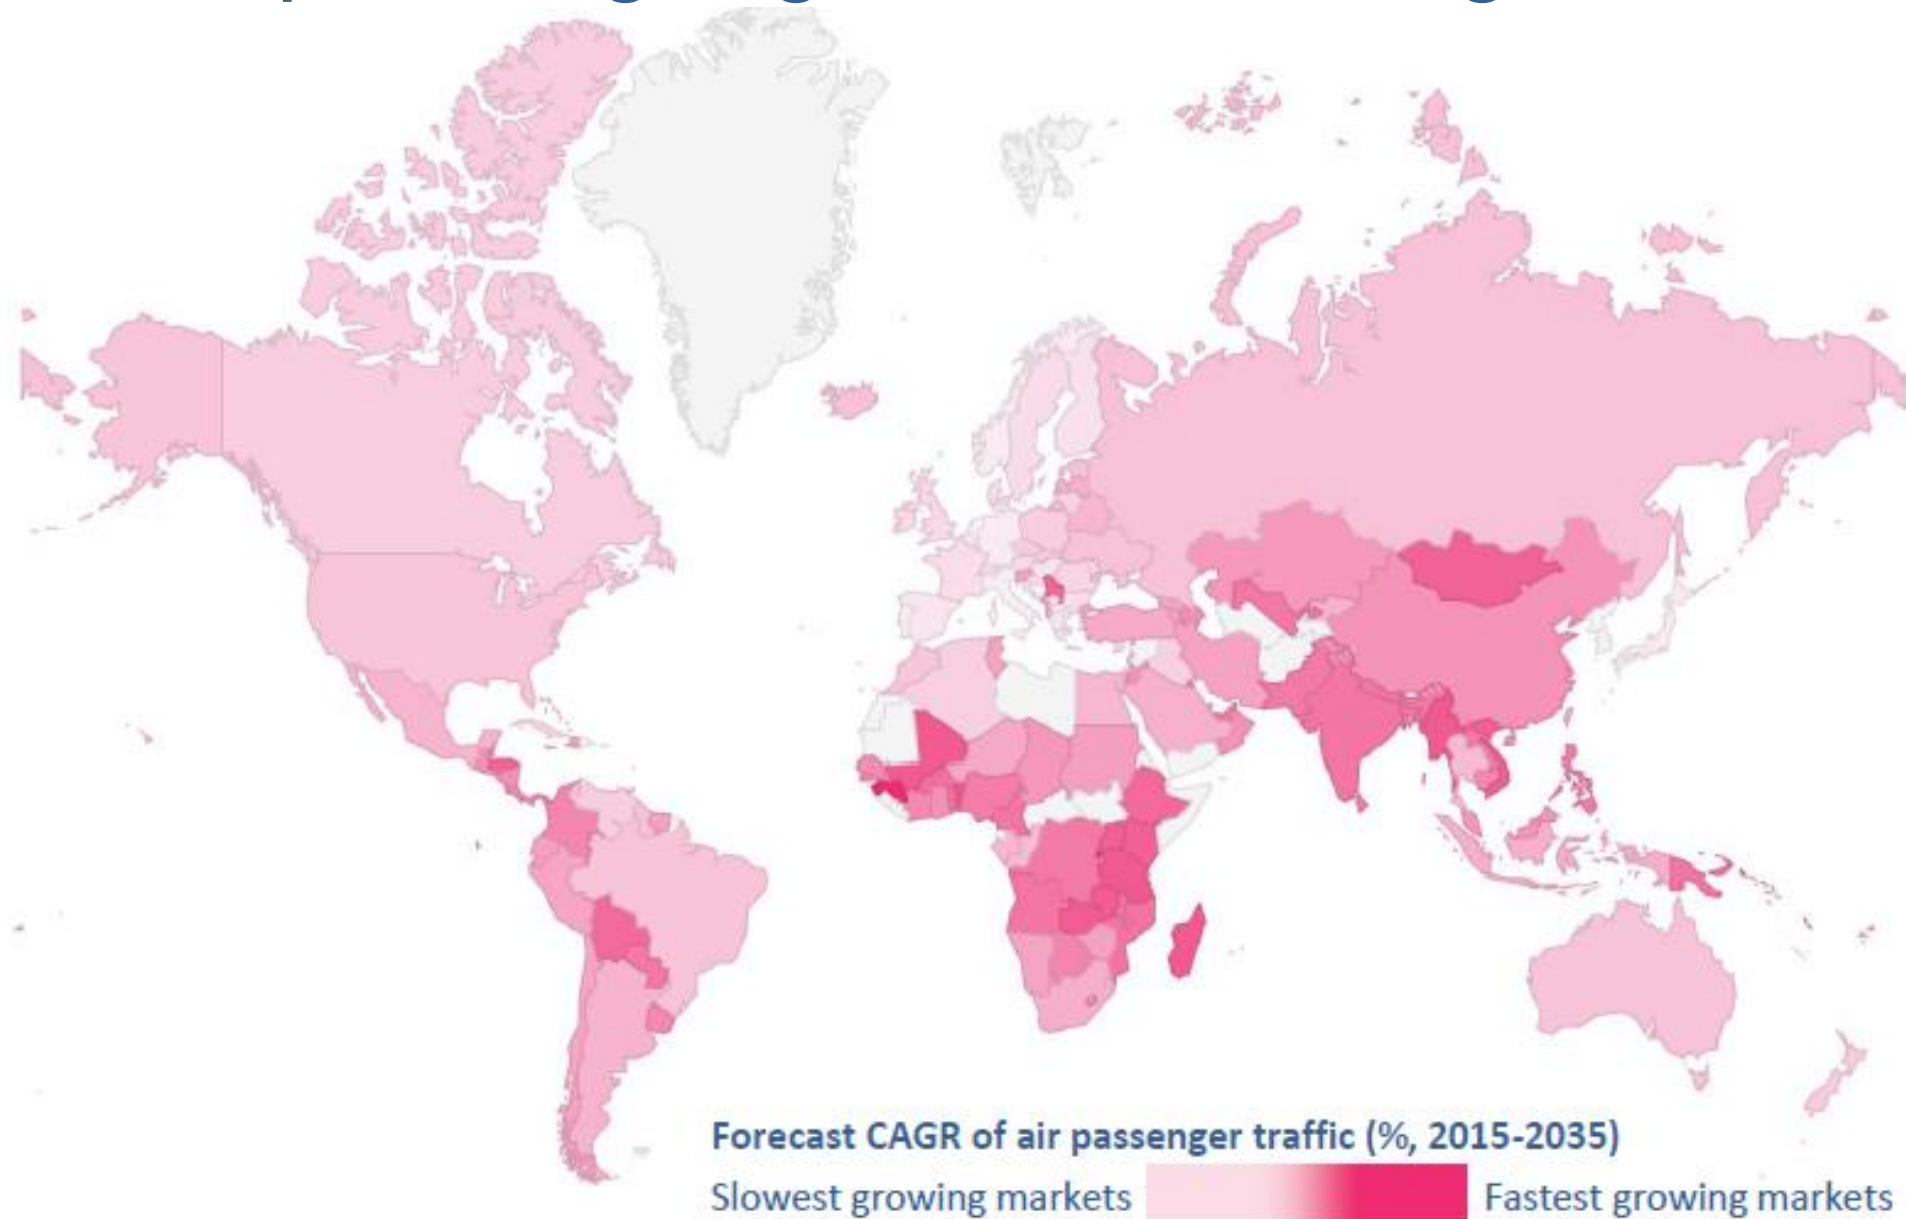 Forecast CAGR of air passenger traffic (%, 2015-2035)
Slowest growing markets
Fastest growing markets